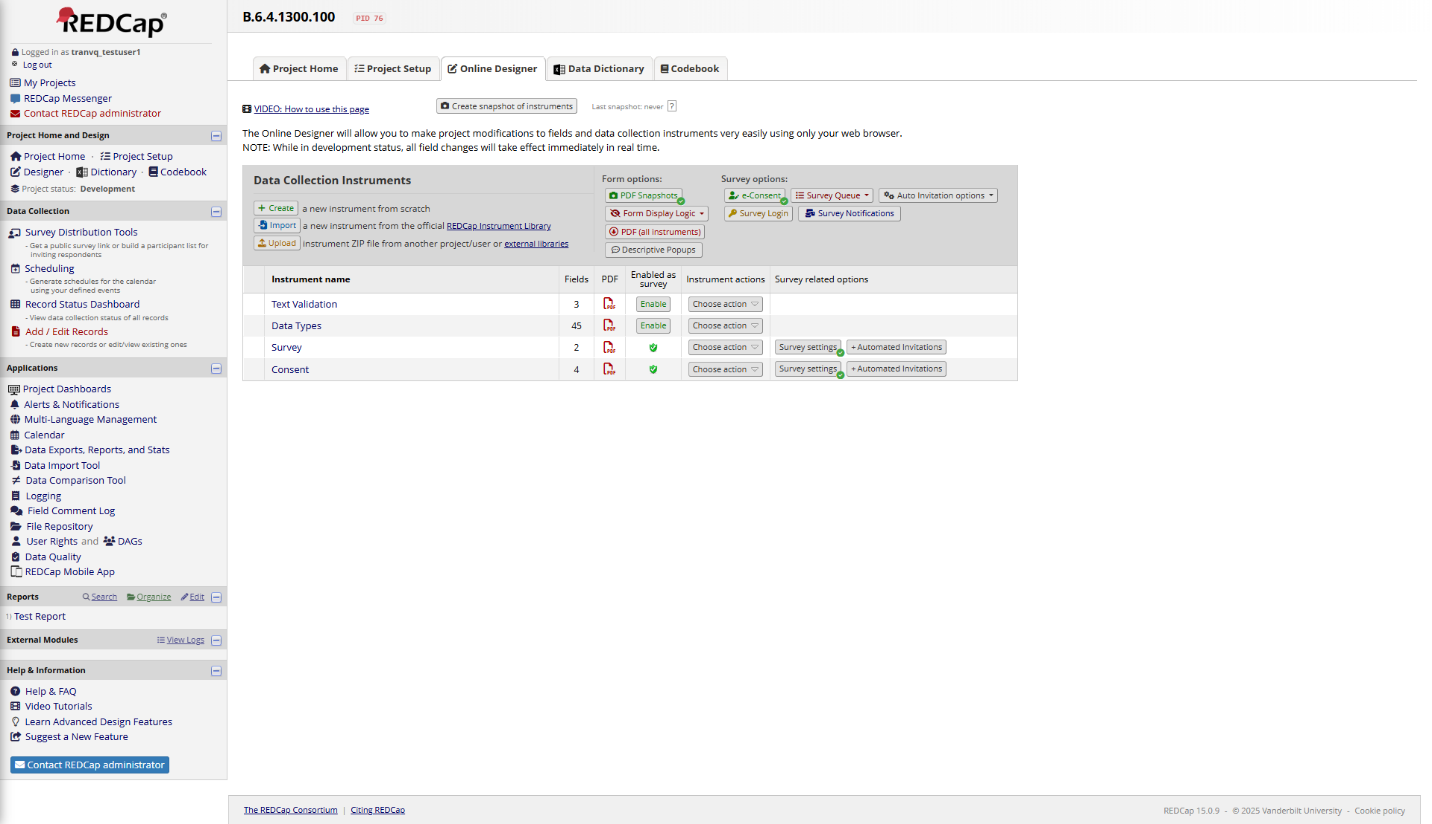 REDCap®
Logged in as tranvq_testuser1
Log out
My Projects
REDCap Messenger
Contact REDCap administrator
Project Home and Design
Project Home · Project Setup
Designer · Dictionary · Codebook
Project status: Development
Data Collection
Survey Distribution Tools
- Get a public survey link or build a participant list for
inviting respondents
Scheduling
- Generate schedules for the calendar
using your defined events
Record Status Dashboard
- View data collection status of all records
Add / Edit Records
- Create new records or edit/view existing ones
Applications
Project Dashboards
Alerts & Notifications
Multi-Language Management
Calendar
Data Exports, Reports, and Stats
Data Import Tool
Data Comparison Tool
Logging
Field Comment Log
File Repository
User Rights and DAGs
Data Quality
REDCap Mobile App
Reports Search Organize Edit
1) Test Report
External Modules View Logs
Help & Information
Help & FAQ
Video Tutorials
Learn Advanced Design Features
Suggest a New Feature
Contact REDCap administrator
B.6.4.1300.100 PID 76
Project Home Project Setup Online Designer Data Dictionary Codebook
VIDEO: How to use this page Create snapshot of instruments Last snapshot: never ?
The Online Designer will allow you to make project modifications to fields and data collection instruments very easily using only your web browser.
NOTE: While in development status, all field changes will take effect immediately in real time.
Data Collection Instruments
+ Create a new instrument from scratch
Import a new instrument from the official REDCap Instrument Library
Upload instrument ZIP file from another project/user or external libraries
Form options:
PDF Snapshots
Form Display Logic
PDF (all instruments)
Descriptive Popups
Survey options:
e-Consent Survey Queue Auto Invitation options
Survey Login Survey Notifications
Instrument name Fields PDF Enabled as survey Instrument actions Survey related options
Text Validation 3 PDF Enable Choose action
Data Types 45 PDF Enable Choose action
Survey 2 PDF Choose action Survey settings + Automated Invitations
Consent 4 PDF Choose action Survey settings + Automated Invitations
The REDCap Consortium | Citing REDCap
REDCap 15.0.9 - © 2025 Vanderbilt University - Cookie policy